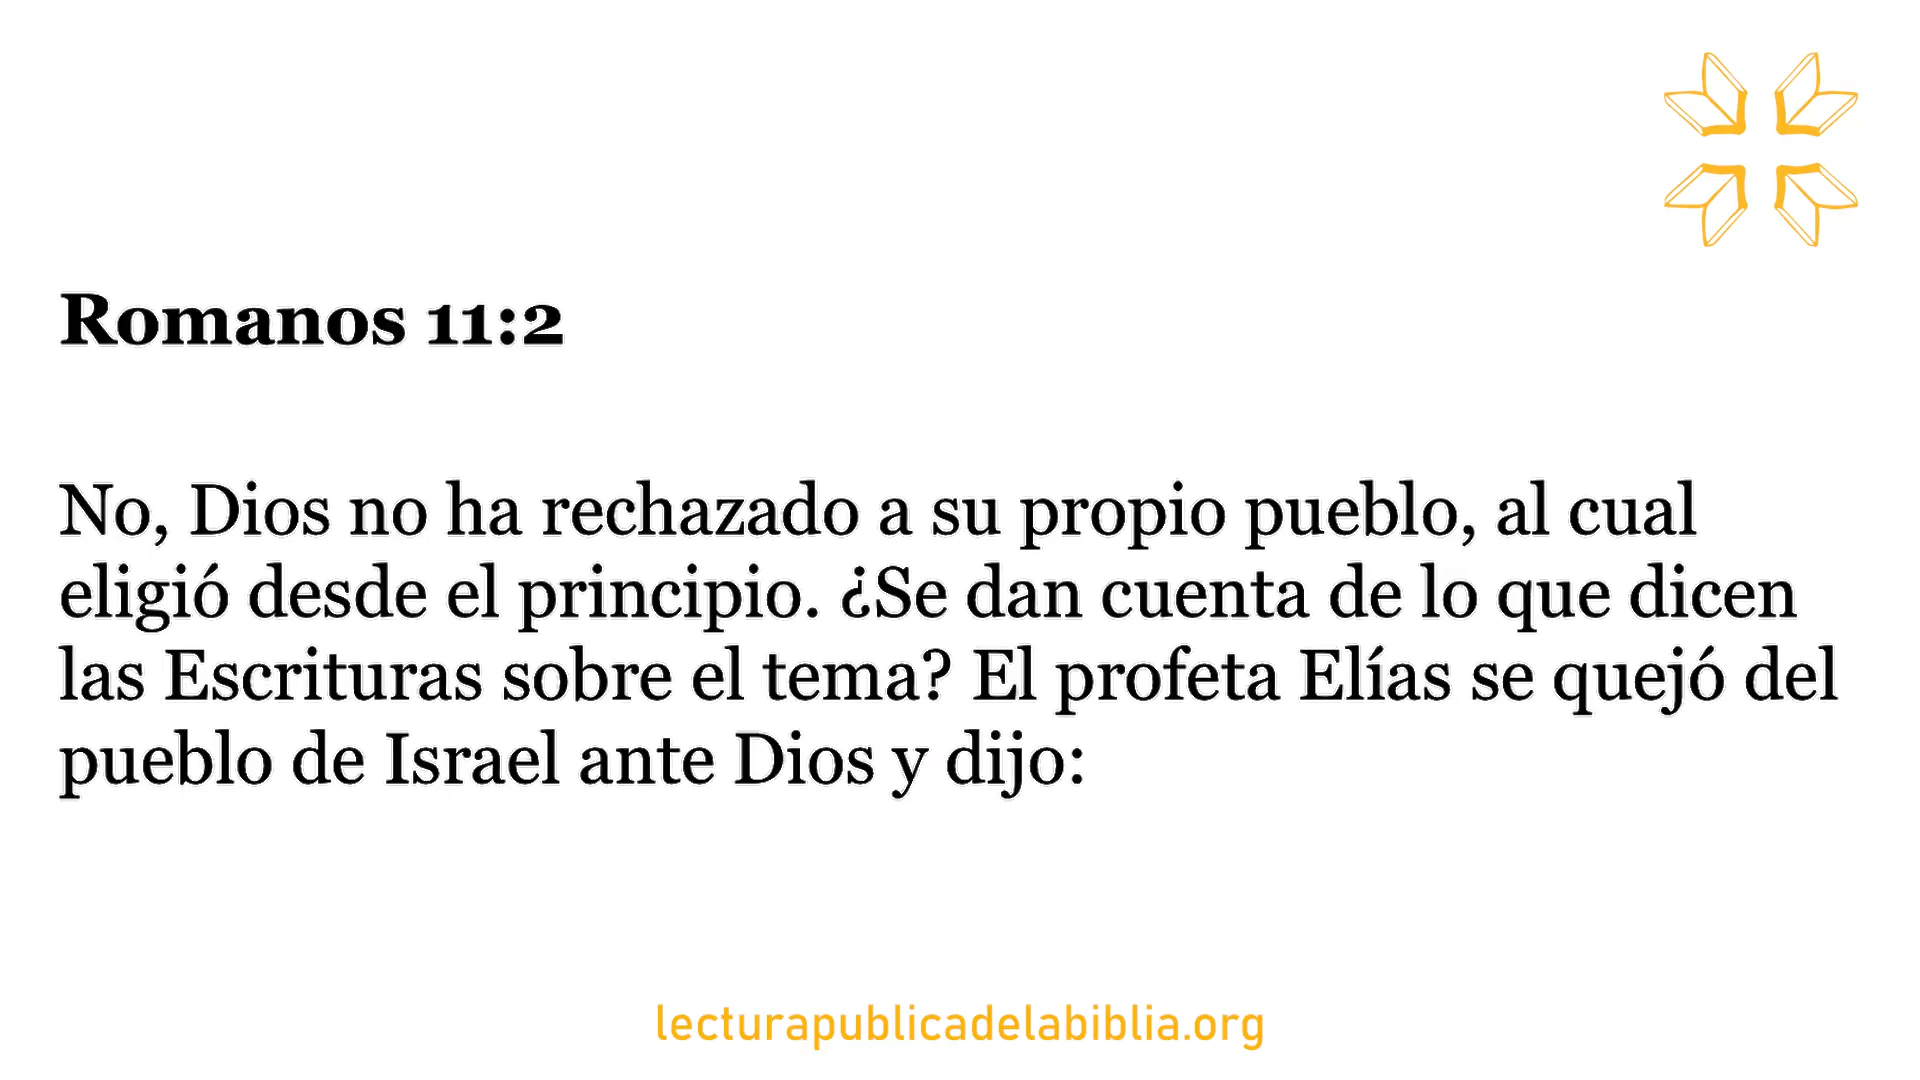 Romanos 11:2
No, Dios no ha rechazado a su propio pueblo, al cual
eligió desde el principio. ¿Se dan cuenta de lo que dicen
las Escrituras sobre el tema? El profeta Elías se quejó del
pueblo de Israel ante Dios y dijo:
lecturapublicadelabiblia.org